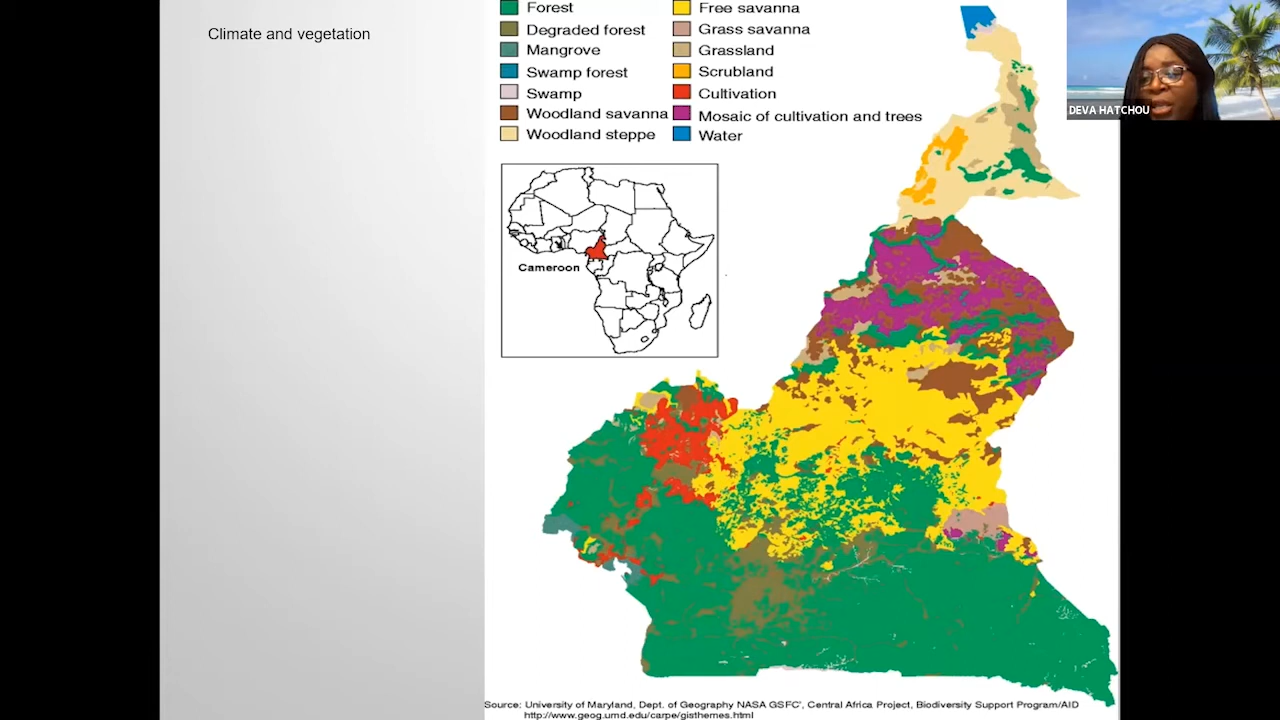 Climate and vegetation
Forest
Degraded forest
Mangrove
Swamp forest
Swamp
Woodland savanna
Woodland steppe
Free savanna
Grass savanna
Grassland
Scrubland
Cultivation
Mosaic of cultivation and trees
Water
DEVA HATCHOU
Cameroon
Source: University of Maryland, Dept. of Geography NASA GSFC', Central Africa Project, Biodiversity Support Program/AID
http://www.geog.umd.edu/carpe/gisthemes.html